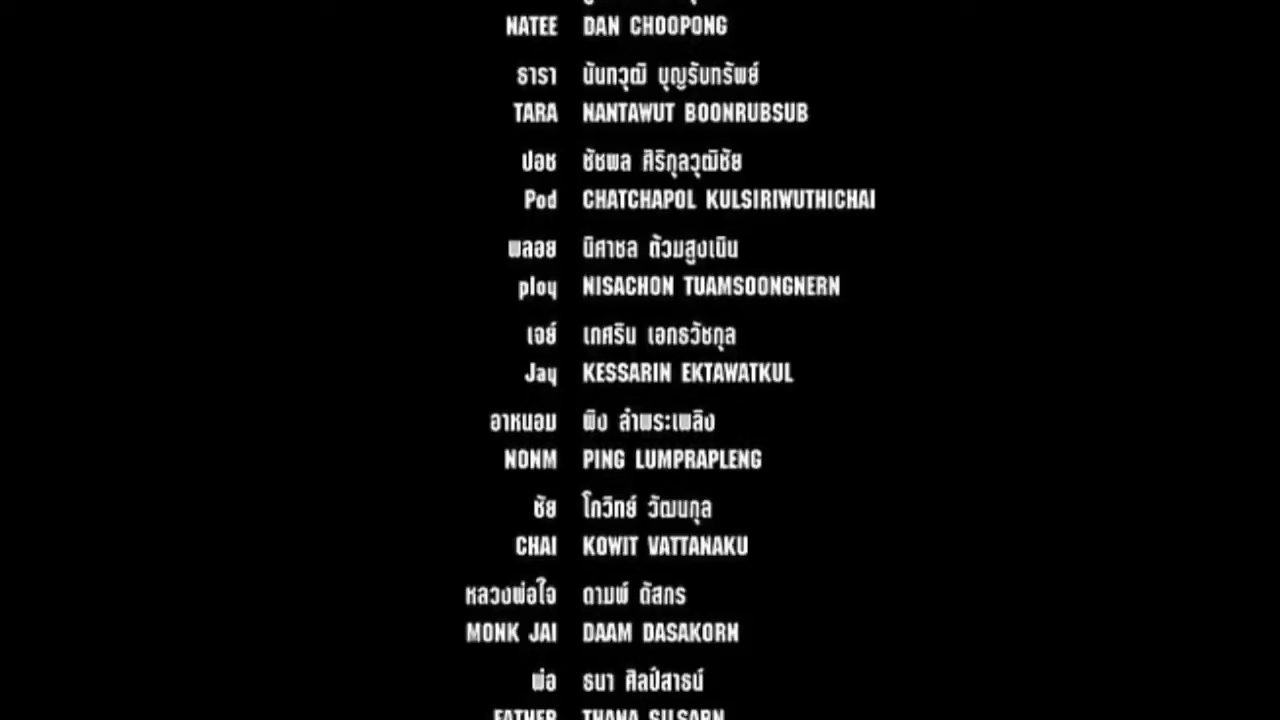 NATEE DAN CHOOPONG
ธารา นันทวุฒิ บุญรับทรัพย์
TARA NANTAWUT BOONRUBSUB
ปอช ชัชพล ศิริกุลวุฒิชัย
Pod CHATCHAPOL KULSIRIWUTHICHAI
พลอย นิศาชล ต้วมสูงเนิน
ploy NISACHON TUAMSOONGNERN
เจย์ เกศริน เอกธวัชกุล
Jay KESSARIN EKTAWATKUL
อาหนอม พิง ลำพระเพลิง
NONM PING LUMPRAPLENG
ชัย โกวิทย์ วัฒนกุล
CHAI KOWIT VATTANAKU
หลวงพ่อใจ ดามพ์ ดัสกร
MONK JAI DAAM DASAKORN
พ่อ ธนา ศิลป์สาธน์
FATHER THANA SILSARN